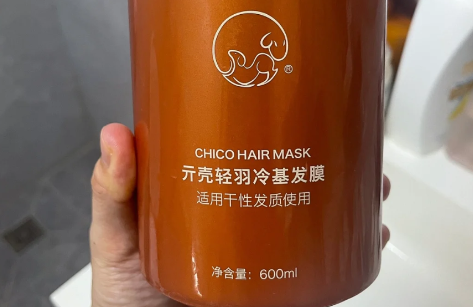 ®
CHICO HAIR MASK
亓壳轻羽冷基发膜
适用干性发质使用
净含量：600ml